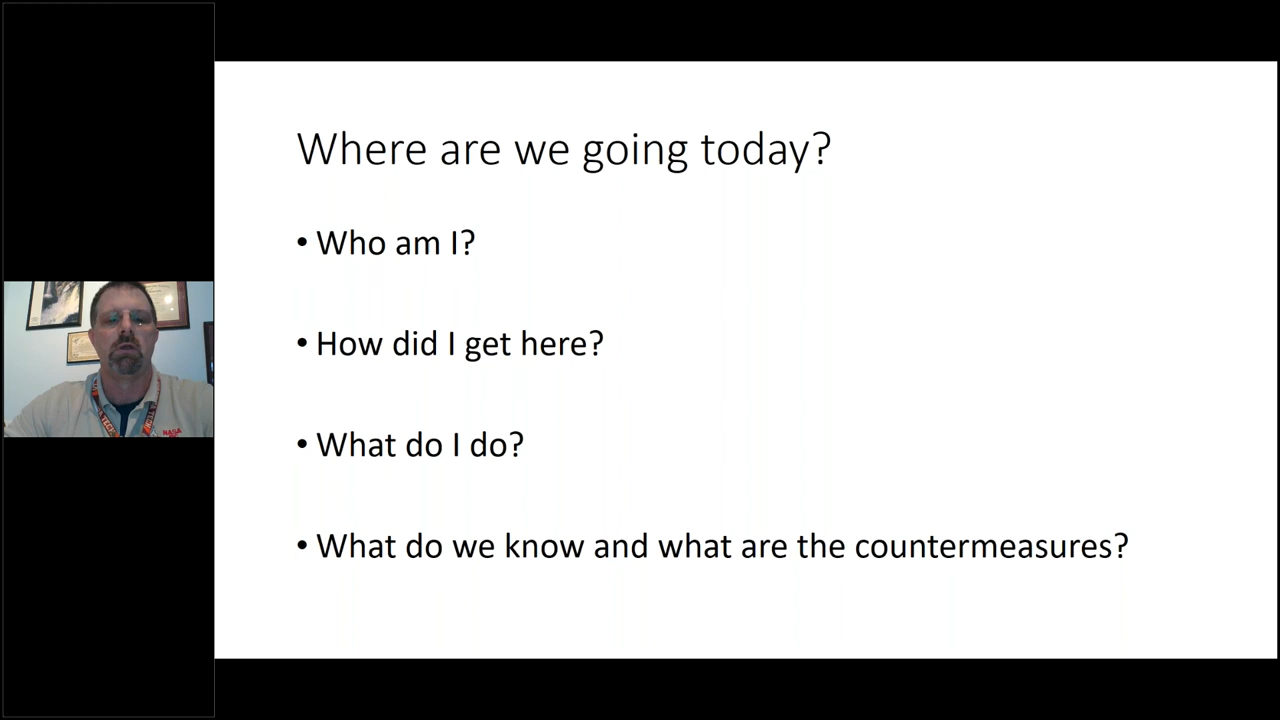 Where are we going today?
• Who am I?
• How did I get here?
• What do I do?
• What do we know and what are the countermeasures?
NASA